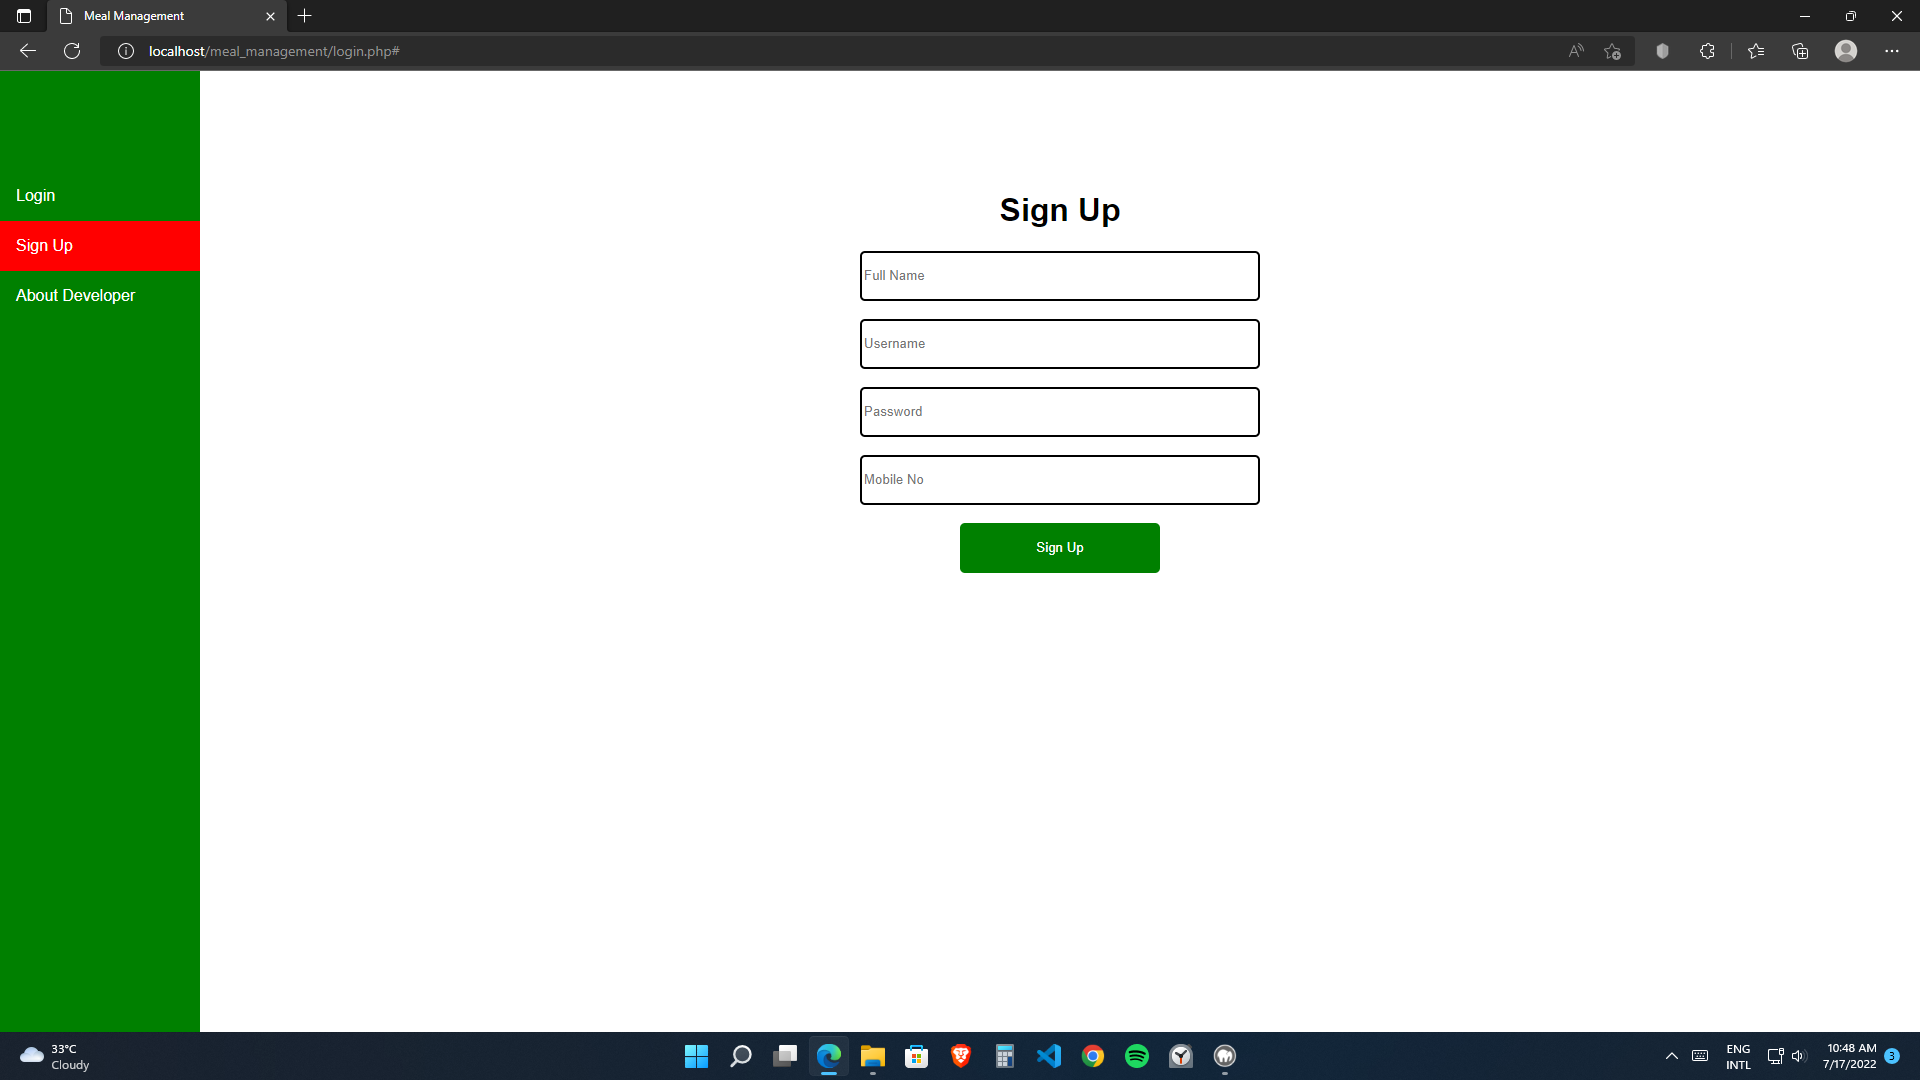 Meal Management
localhost/meal_management/login.php#
Login
Sign Up
About Developer
Sign Up
Full Name
Username
Password
Mobile No
Sign Up
33°C
Cloudy
ENG
INTL
10:48 AM
7/17/2022
3